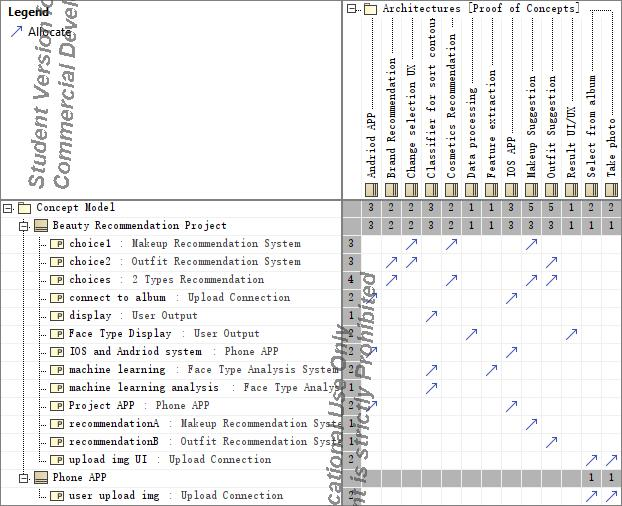 Legend
Allocate
Student Version fo
Commercial Devel
Architectures [Proof of Concepts]
Andriod APP
Brand Recommendation
Change selection UX
Classifier for sort contou
Cosmetics Recommendation
Data processing
Feature extraction
IOS APP
Makeup Suggestion
Outfit Suggestion
Result UI/UX
Select from album
Take photo
Concept Model 3 2 2 3 2 1 1 3 5 5 1 2 2
Beauty Recommendation Project 3 2 2 3 2 1 1 3 3 3 1 1 1
choice1 : Makeup Recommendation System 3
choice2 : Outfit Recommendation System 3
choices : 2 Types Recommendation 4
connect to album : Upload Connection 2
display : User Output 1
Face Type Display : User Output 2
IOS and Andriod system : Phone APP 2
machine learning : Face Type Analysis System 2
machine learning analysis : Face Type Analy 1
Project APP : Phone APP 2
recommendationA : Makeup Recommendation Syste 1
recommendationB : Outfit Recommendation Syste 1
upload img UI : Upload Connection 2
Phone APP 1 1
user upload img : Upload Connection 2
cational Use Only
nt is strictly Prohibited